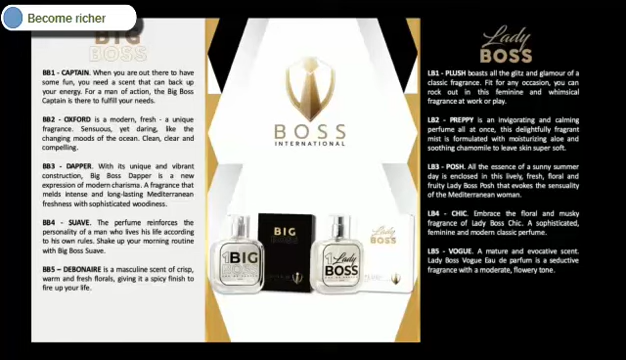 Become richer
BIG
BOSS
BB1 - CAPTAIN. When you are out there to have
some fun, you need a scent that can back up
your energy. For a man of action, the Big Boss
Captain is there to fulfill your needs.
BB2 - OXFORD is a modern, fresh - a unique
fragrance. Sensuous, yet daring, like the
changing moods of the ocean. Clean, clear and
compelling.
BB3 - DAPPER. With its unique and vibrant
construction, Big Boss Dapper is a new
expression of modern charisma. A fragrance that
melds intense and long-lasting Mediterranean
freshness with sophisticated woodiness.
BB4 - SUAVE. The perfume reinforces the
personality of a man who lives his life according
to his own rules. Shake up your morning routine
with Big Boss Suave.
BB5 – DEBONAIRE is a masculine scent of crisp,
warm and fresh florals, giving it a spicy finish to
fire up your life.
BOSS
INTERNATIONAL
BIG
BIG
Lady
BOSS
Lady
BOSS
Lady
BOSS
LB1 - PLUSH boasts all the glitz and glamour of a
classic fragrance. Fit for any occasion, you can
rock out in this feminine and whimsical
fragrance at work or play.
LB2 - PREPPY is an invigorating and calming
perfume all at once, this delightfully fragrant
mist is formulated with moisturizing aloe and
soothing chamomile to leave skin super soft.
LB3 - POSH. All the essence of a sunny summer
day is enclosed in this lively, fresh, floral and
fruity Lady Boss Posh that evokes the sensuality
of the Mediterranean woman.
LB4 - CHIC. Embrace the floral and musky
fragrance of Lady Boss Chic. A sophisticated,
feminine and modern classic perfume.
LB5 - VOGUE. A mature and evocative scent.
Lady Boss Vogue Eau de parfum is a seductive
fragrance with a moderate, flowery tone.